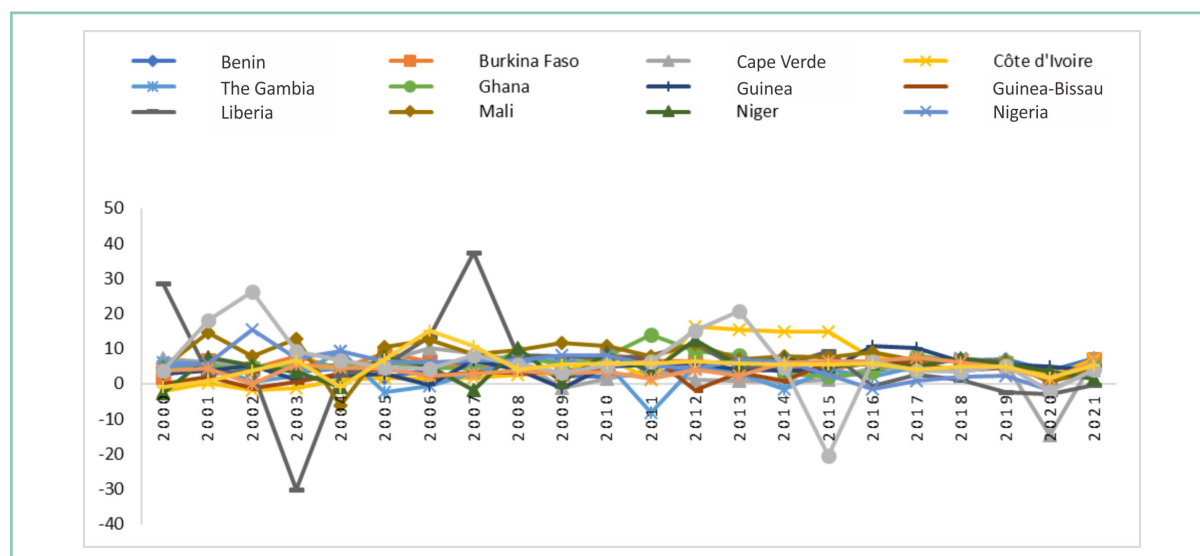 Benin Burkina Faso Cape Verde Côte d'Ivoire
The Gambia Ghana Guinea Guinea-Bissau
Liberia Mali Niger Nigeria
50
40
30
20
10
0
-10
-20
-30
-40
2000 2001 2002 2003 2004 2005 2006 2007 2008 2009 2010 2011 2012 2013 2014 2015 2016 2017 2018 2019 2020 2021